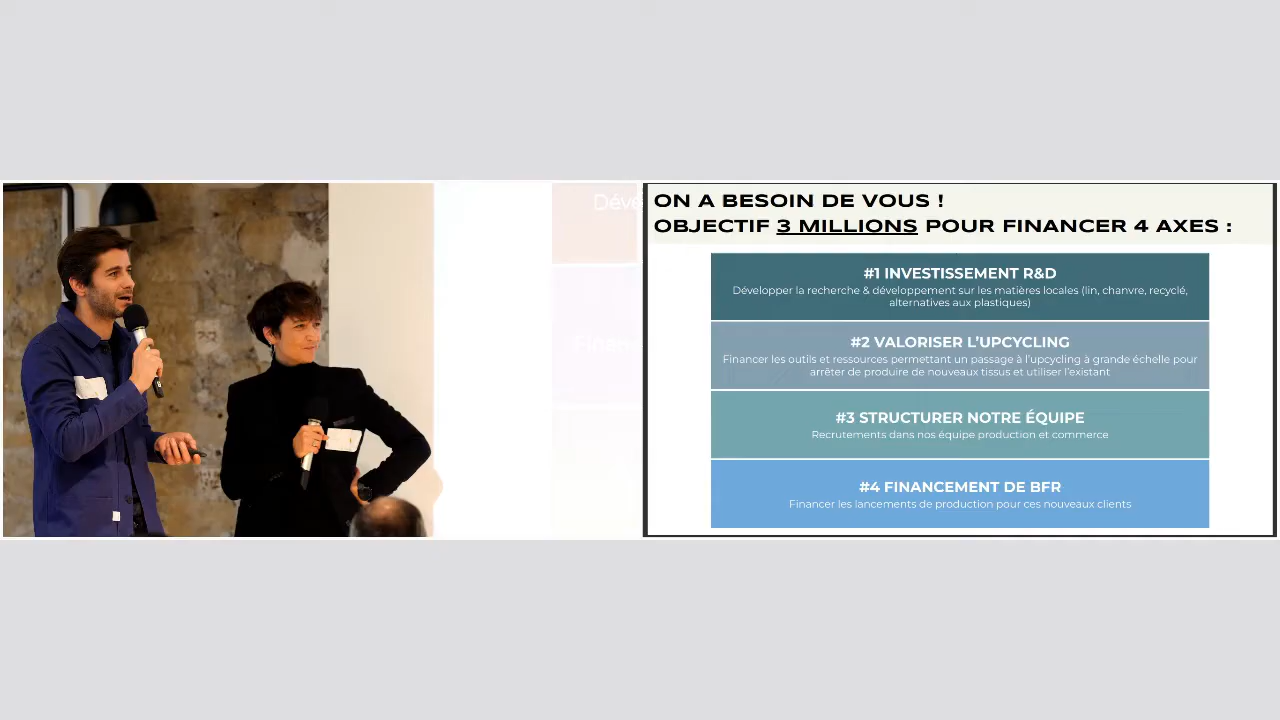 ON A BESOIN DE VOUS !
OBJECTIF 3 MILLIONS POUR FINANCER 4 AXES :
#1 INVESTISSEMENT R&D
Développer la recherche & développement sur les matières locales (lin, chanvre, recyclé,
alternatives aux plastiques)
#2 VALORISER L’UPCYCLING
Financer les outils et ressources permettant un passage à l’upcycling à grande échelle pour
arrêter de produire de nouveaux tissus et utiliser l’existant
#3 STRUCTURER NOTRE ÉQUIPE
Recrutements dans nos équipe production et commerce
#4 FINANCEMENT DE BFR
Financer les lancements de production pour ces nouveaux clients